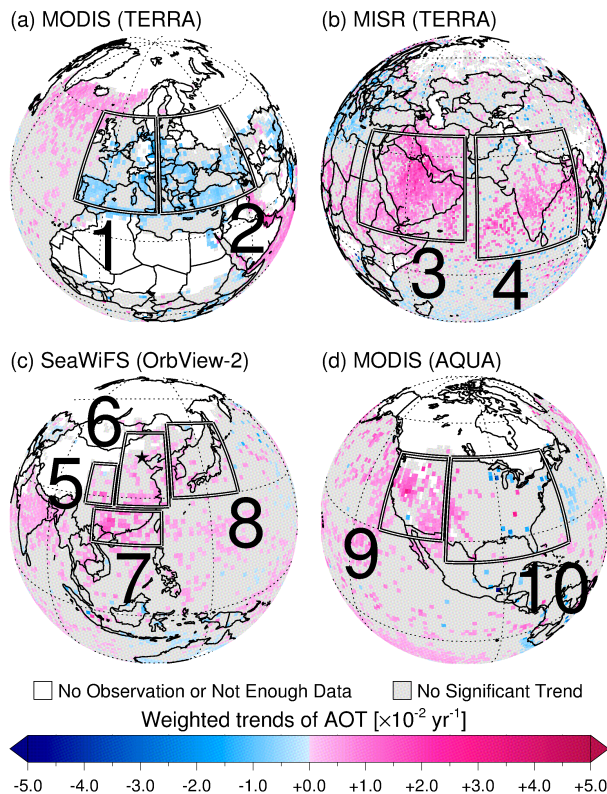 (a) MODIS (TERRA)
(b) MISR (TERRA)
1
2
3
4
(c) SeaWiFS (OrbView-2)
(d) MODIS (AQUA)
6
5
7
8
9
10
No Observation or Not Enough Data
No Significant Trend
Weighted trends of AOT [×10⁻² yr⁻¹]
-5.0 -4.0 -3.0 -2.0 -1.0 +0.0 +1.0 +2.0 +3.0 +4.0 +5.0